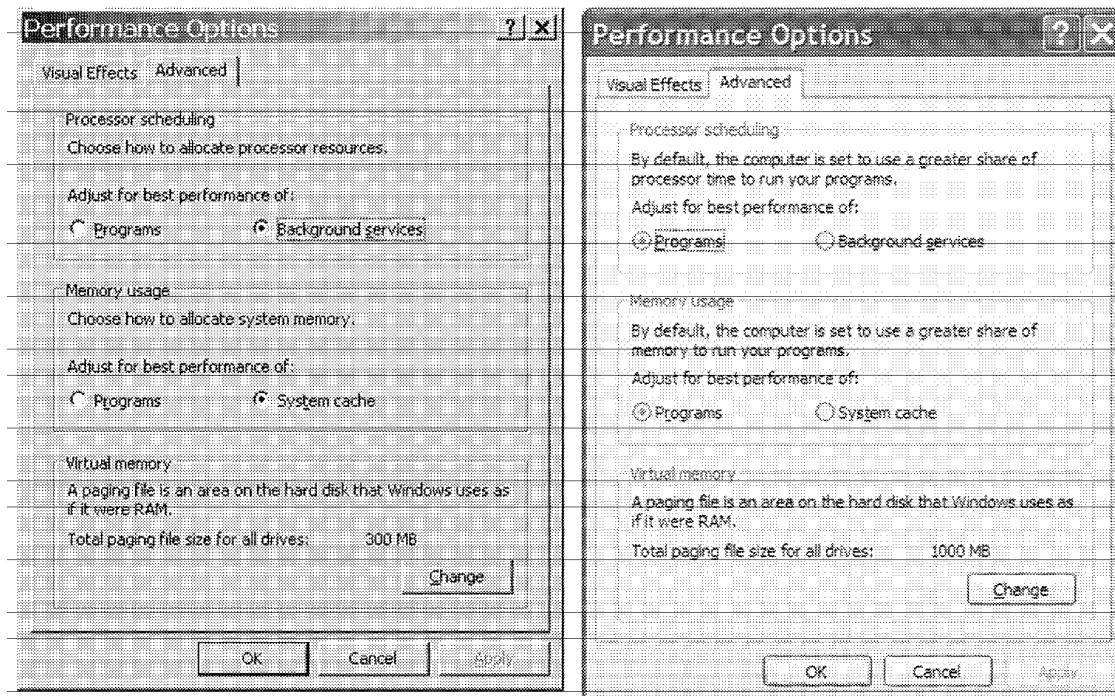 Performance Options
Visual Effects Advanced
Processor scheduling
Choose how to allocate processor resources.
Adjust for best performance of:
Programs Background services
Memory usage
Choose how to allocate system memory.
Adjust for best performance of:
Programs System cache
Virtual memory
A paging file is an area on the hard disk that Windows uses as
if it were RAM.
Total paging file size for all drives: 300 MB
Change
OK Cancel Apply
Performance Options
Visual Effects Advanced
Processor scheduling
By default, the computer is set to use a greater share of
processor time to run your programs.
Adjust for best performance of:
Programs Background services
Memory usage
By default, the computer is set to use a greater share of
memory to run your programs.
Adjust for best performance of:
Programs System cache
Virtual memory
A paging file is an area on the hard disk that Windows uses as
if it were RAM.
Total paging file size for all drives: 1000 MB
Change
OK Cancel Apply